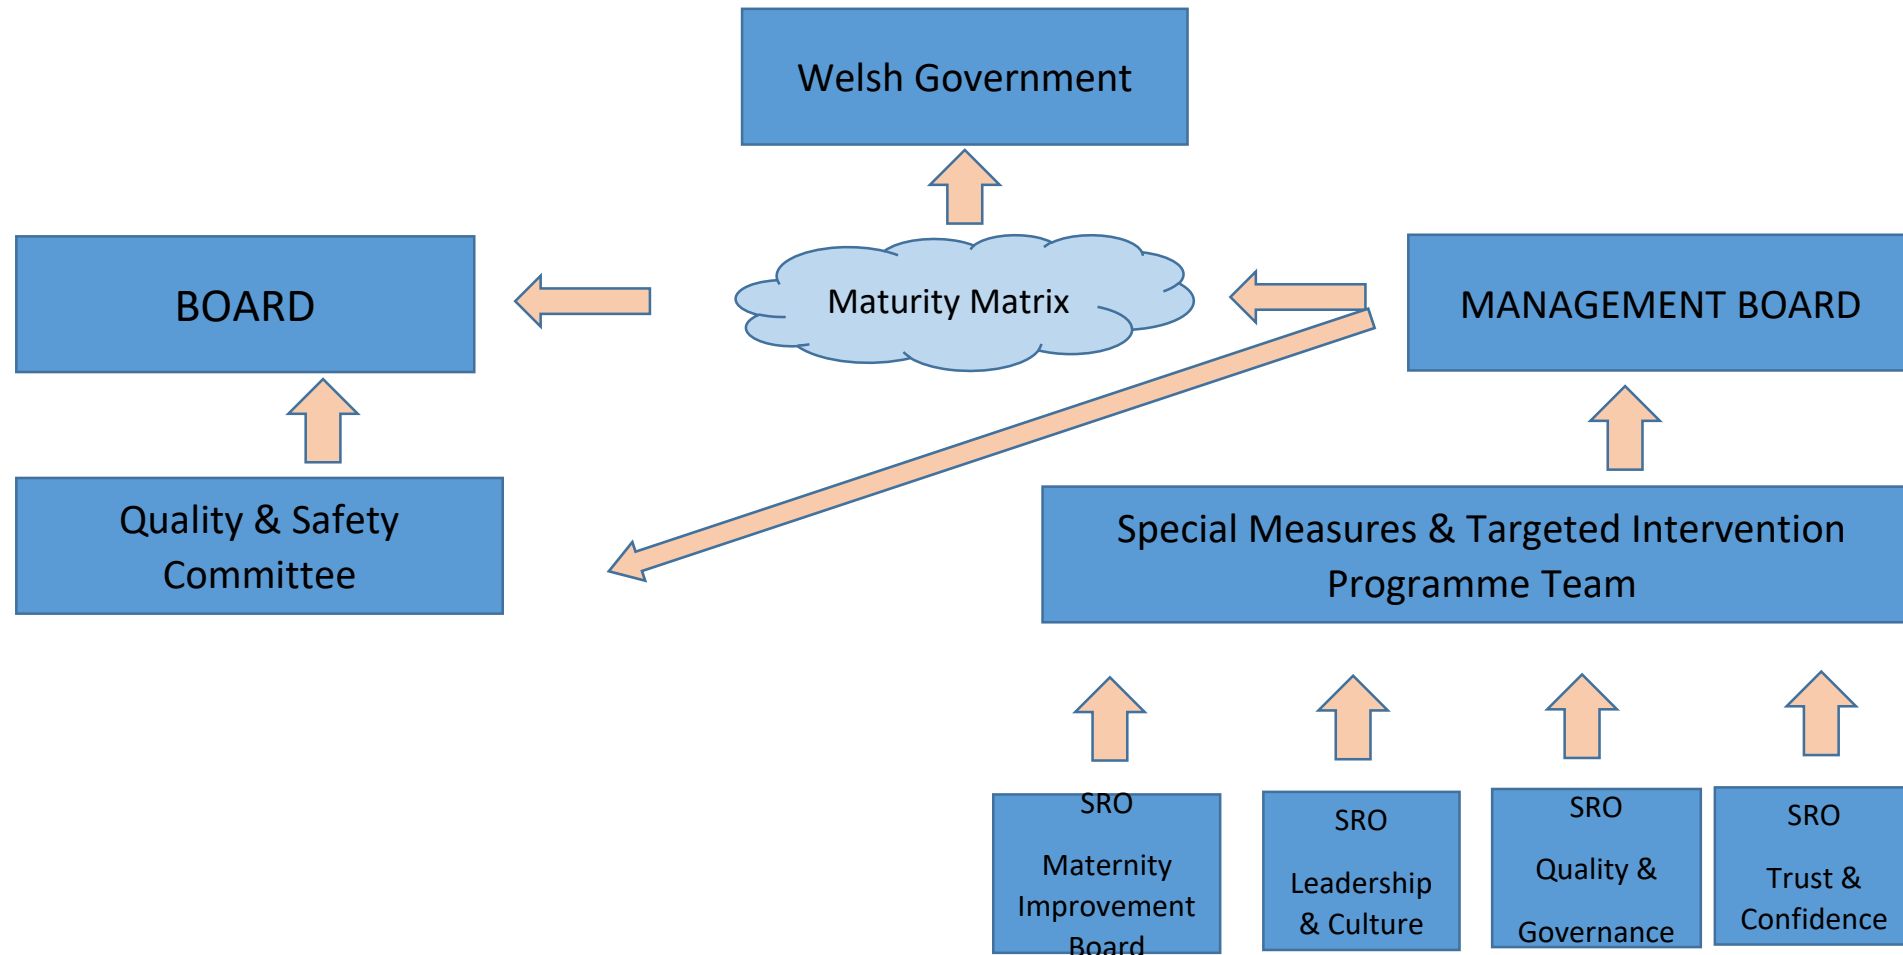 Welsh Government
BOARD
Maturity Matrix
MANAGEMENT BOARD
Quality & Safety
Committee
Special Measures & Targeted Intervention
Programme Team
SRO
Maternity
Improvement
Board
SRO
Leadership
& Culture
SRO
Quality &
Governance
SRO
Trust &
Confidence